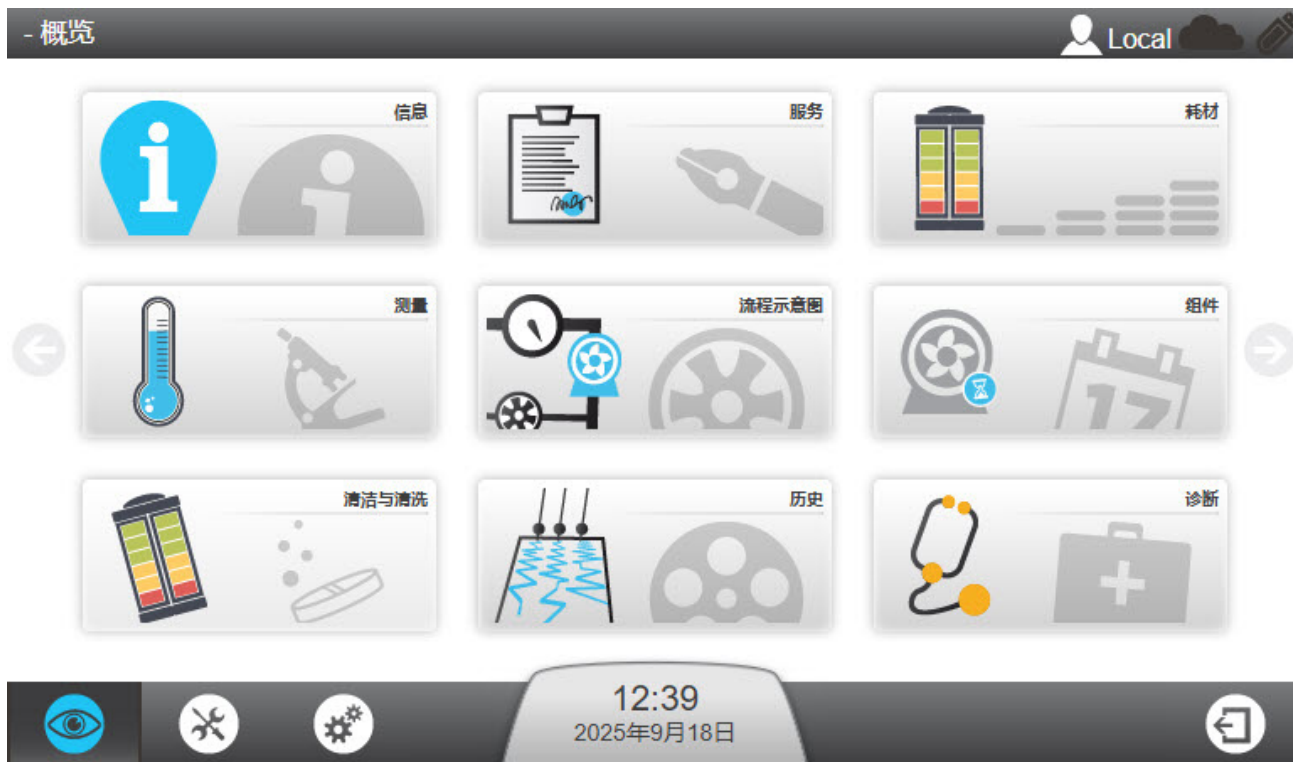 - 概览
Local
信息
服务
耗材
测量
流程示意图
组件
17
清洁与清洗
历史
诊断
12:39
2025年9月18日